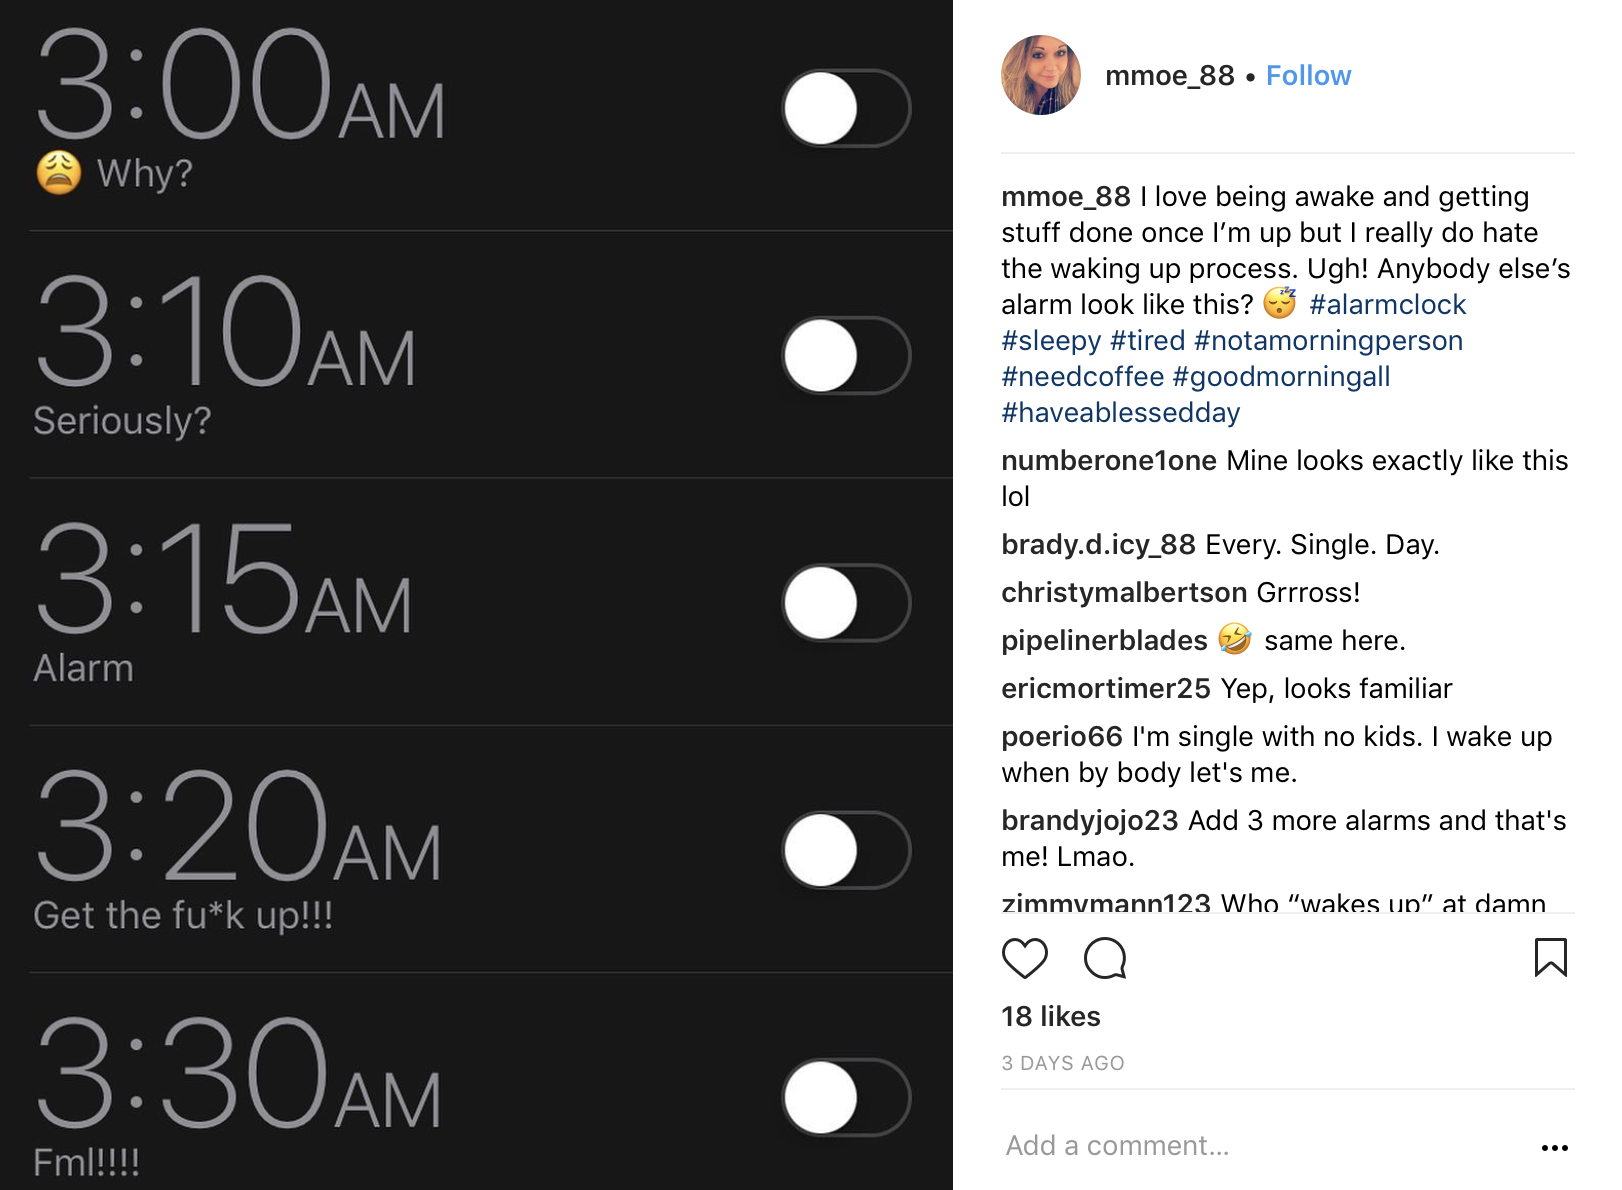 3:00AM
😩 Why?
3:10AM
Seriously?
3:15AM
Alarm
3:20AM
Get the fu*k up!!!
3:30AM
Fml!!!!
mmoe_88 • Follow
mmoe_88 I love being awake and getting
stuff done once I’m up but I really do hate
the waking up process. Ugh! Anybody else’s
alarm look like this? 😴 #alarmclock
#sleepy #tired #notamorningperson
#needcoffee #goodmorningall
#haveablessedday
numberone1one Mine looks exactly like this
lol
brady.d.icy_88 Every. Single. Day.
christymalbertson Grrross!
pipelinerblades 🤣 same here.
ericmortimer25 Yep, looks familiar
poerio66 I'm single with no kids. I wake up
when by body let's me.
brandyjojo23 Add 3 more alarms and that's
me! Lmao.
zimmymann123 Who “wakes up” at damn
18 likes
3 DAYS AGO
Add a comment...